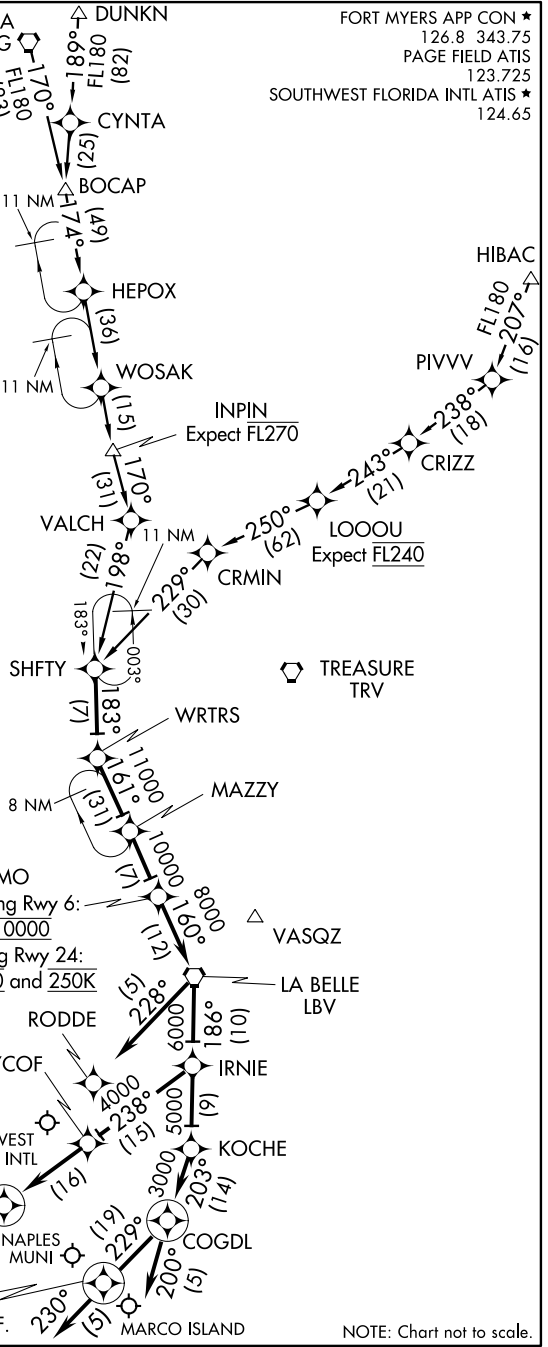 FORT MYERS APP CON ★
126.8 343.75
PAGE FIELD ATIS
123.725
SOUTHWEST FLORIDA INTL ATIS ★
124.65
DUNKN
189°
FL180
(82)
170°
FL180
CYNTA
(25)
BOCAP
11 NM
174°
(49)
HEPOX
(36)
11 NM
WOSAK
(15)
INPIN
Expect FL270
170°
(31)
VALCH
198°
(22)
HIBAC
FL180
207°
(16)
PIVVV
238°
(18)
CRIZZ
243°
(21)
LOOOU
Expect FL240
250°
(62)
CRMIN
229°
(30)
11 NM
183°
003°
SHFTY
TREASURE
TRV
183°
(7)
WRTRS
11000
161°
(31)
8 NM
MAZZY
10000
(7)
MO
ng Rwy 6:
0000
g Rwy 24:
0 and 250K
8000
160°
(12)
VASQZ
LA BELLE
LBV
(5)
228°
RODDE
6000
186°
(10)
IRNIE
YCOF
4000
238°
(15)
5000
(9)
WEST
INTL
(16)
KOCHE
3000
203°
(14)
COGDL
NAPLES
MUNI
(19)
229°
200°
(5)
F.
230°
(5)
MARCO ISLAND
NOTE: Chart not to scale.